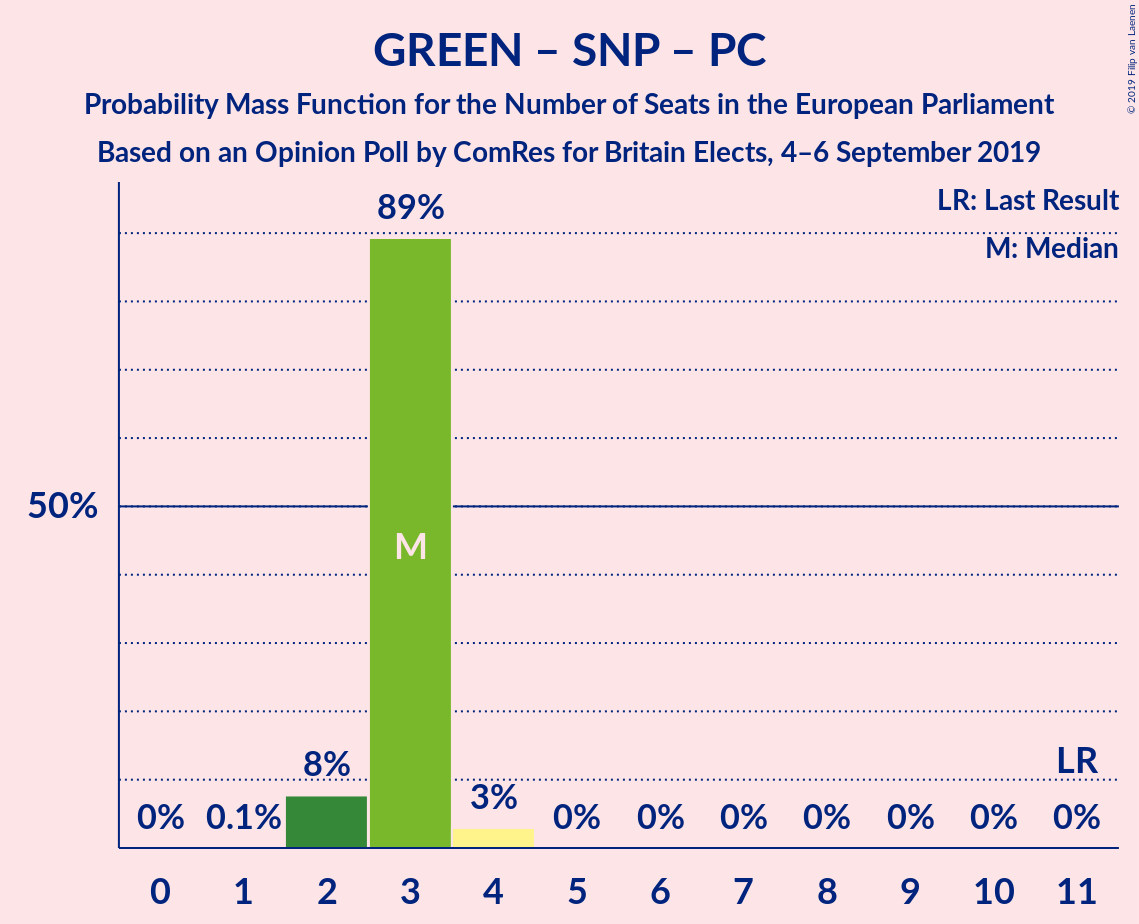 GREEN – SNP – PC
Probability Mass Function for the Number of Seats in the European Parliament
Based on an Opinion Poll by ComRes for Britain Elects, 4–6 September 2019
© 2019 Filip van Laenen
LR: Last Result
M: Median
89%
50%
M
8%
LR
3%
0% 0.1% 0% 0% 0% 0% 0% 0% 0%
0 1 2 3 4 5 6 7 8 9 10 11